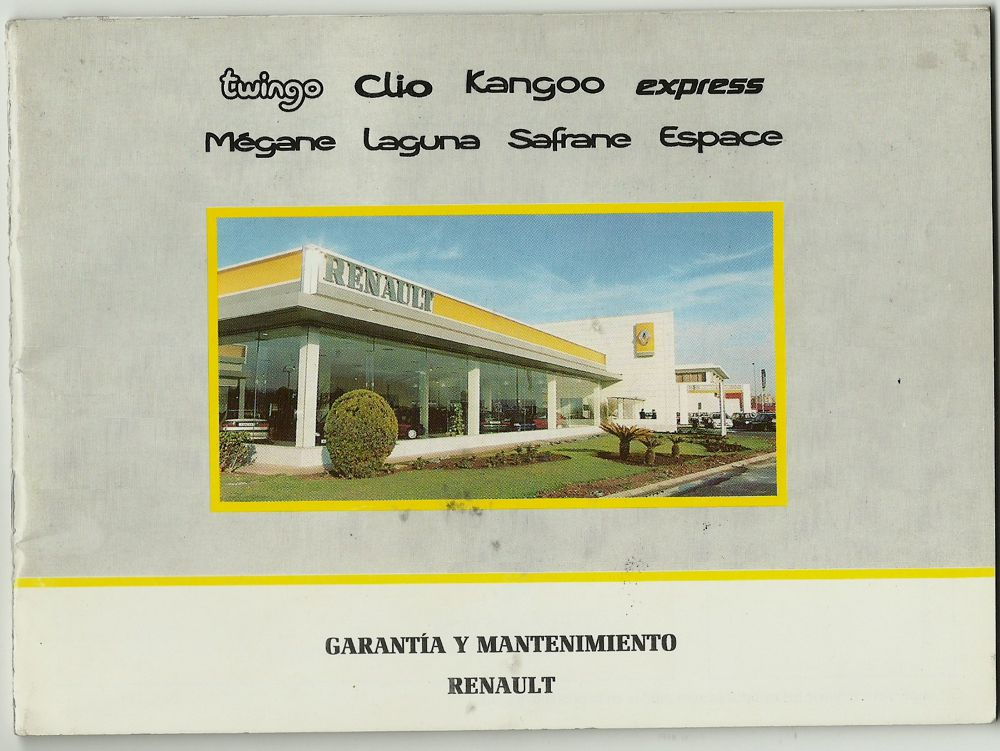 twingo Clio Kangoo express
Mégane Laguna Safrane Espace
RENAULT
GARANTÍA Y MANTENIMIENTO
RENAULT